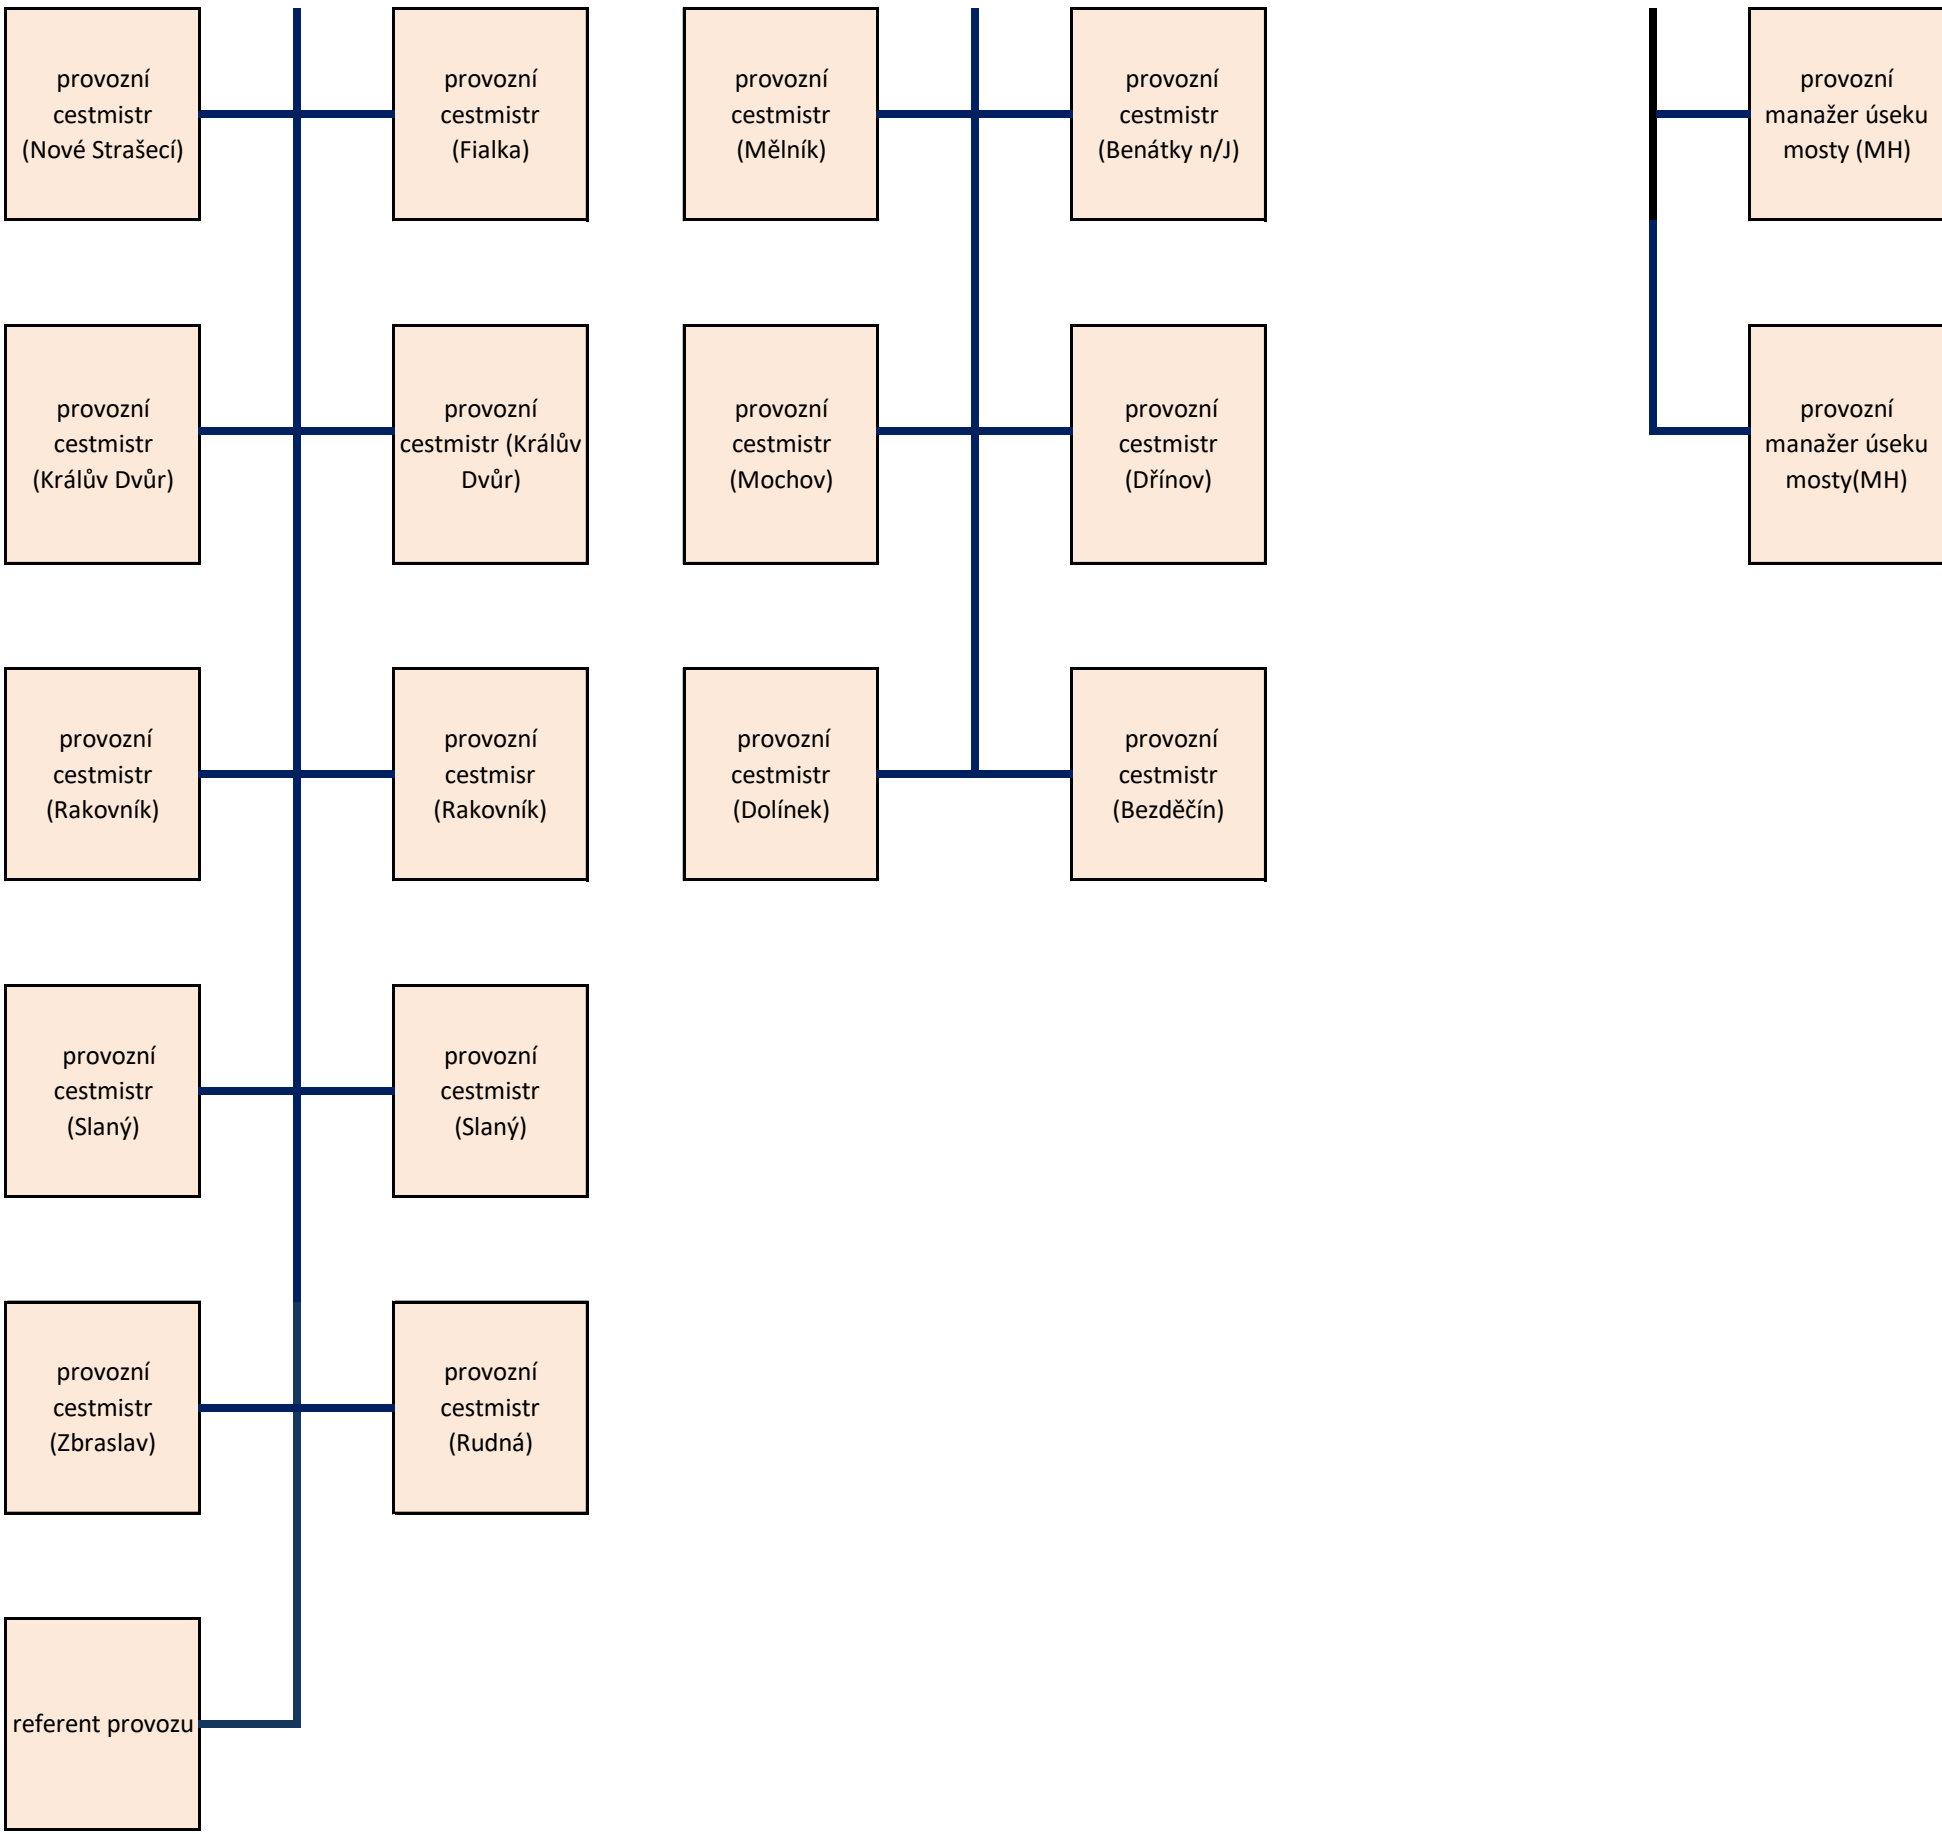 provozní
cestmistr
(Nové Strašecí)
provozní
cestmistr
(Fialka)
provozní
cestmistr
(Mělník)
provozní
cestmistr
(Benátky n/J)
provozní
manažer úseku
mosty (MH)
provozní
cestmistr
(Králův Dvůr)
provozní
cestmistr (Králův
Dvůr)
provozní
cestmistr
(Mochov)
provozní
cestmistr
(Dřínov)
provozní
manažer úseku
mosty(MH)
provozní
cestmistr
(Rakovník)
provozní
cestmisr
(Rakovník)
provozní
cestmistr
(Dolínek)
provozní
cestmistr
(Bezděčín)
provozní
cestmistr
(Slaný)
provozní
cestmistr
(Slaný)
provozní
cestmistr
(Zbraslav)
provozní
cestmistr
(Rudná)
referent provozu